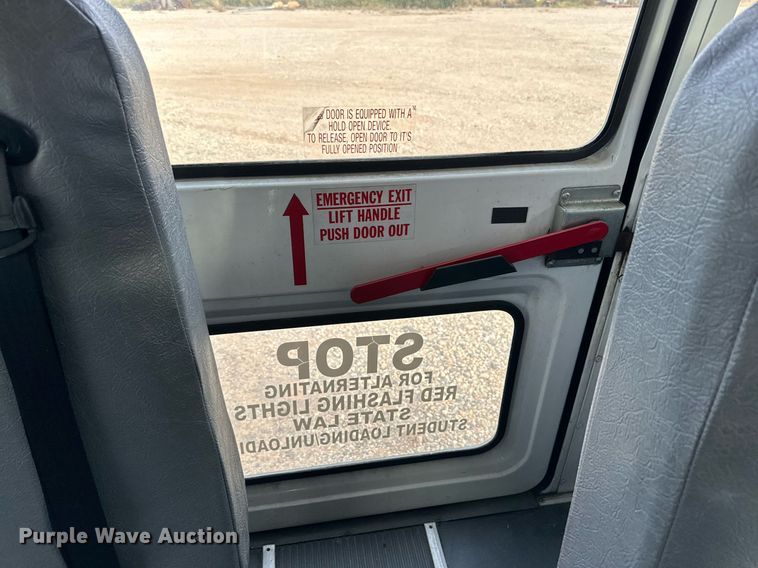 DOOR IS EQUIPPED WITH A
HOLD OPEN DEVICE.
TO RELEASE, OPEN DOOR TO IT'S
FULLY OPENED POSITION
EMERGENCY EXIT
LIFT HANDLE
PUSH DOOR OUT
STOP
FOR ALTERNATING
RED FLASHING LIGHTS
STATE LAW
STUDENT LOADING/UNLOADI
Purple Wave Auction